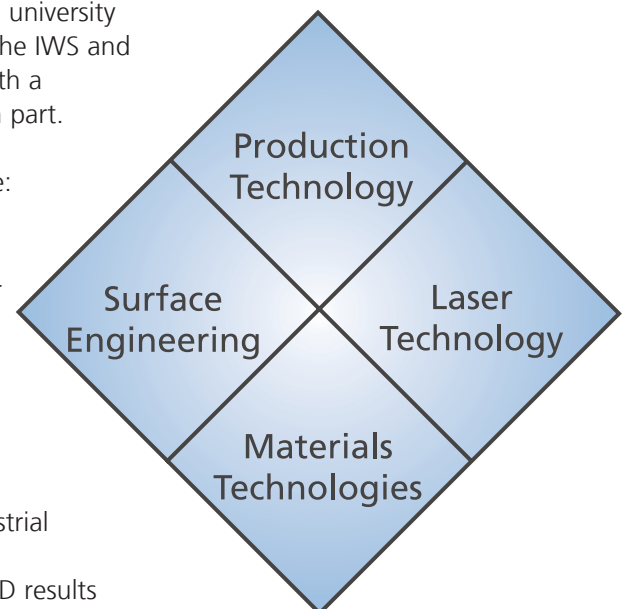 university
he IWS and
th a
part.
e:
strial
D results
Production
Technology
Surface
Engineering
Laser
Technology
Materials
Technologies